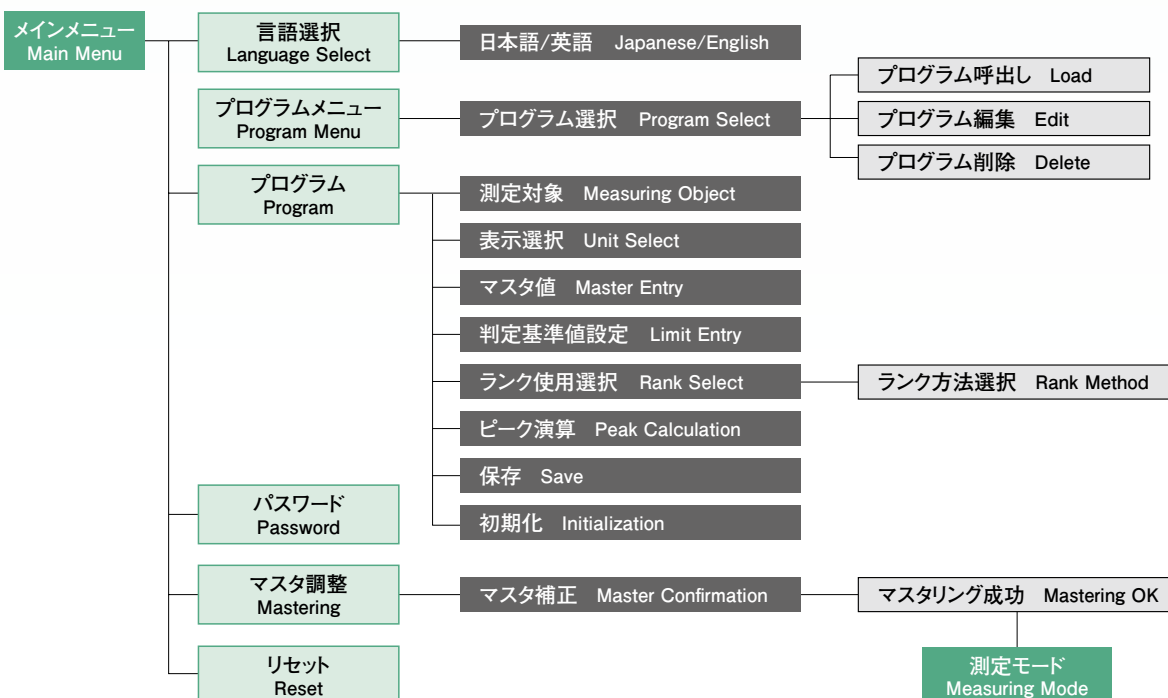 メインメニュー
Main Menu
言語選択
Language Select
日本語/英語 Japanese/English
プログラムメニュー
Program Menu
プログラム選択 Program Select
プログラム呼出し Load
プログラム編集 Edit
プログラム削除 Delete
プログラム
Program
測定対象 Measuring Object
表示選択 Unit Select
マスタ値 Master Entry
判定基準値設定 Limit Entry
ランク使用選択 Rank Select
ランク方法選択 Rank Method
ピーク演算 Peak Calculation
保存 Save
初期化 Initialization
パスワード
Password
マスタ調整
Mastering
マスタ補正 Master Confirmation
マスタリング成功 Mastering OK
測定モード
Measuring Mode
リセット
Reset